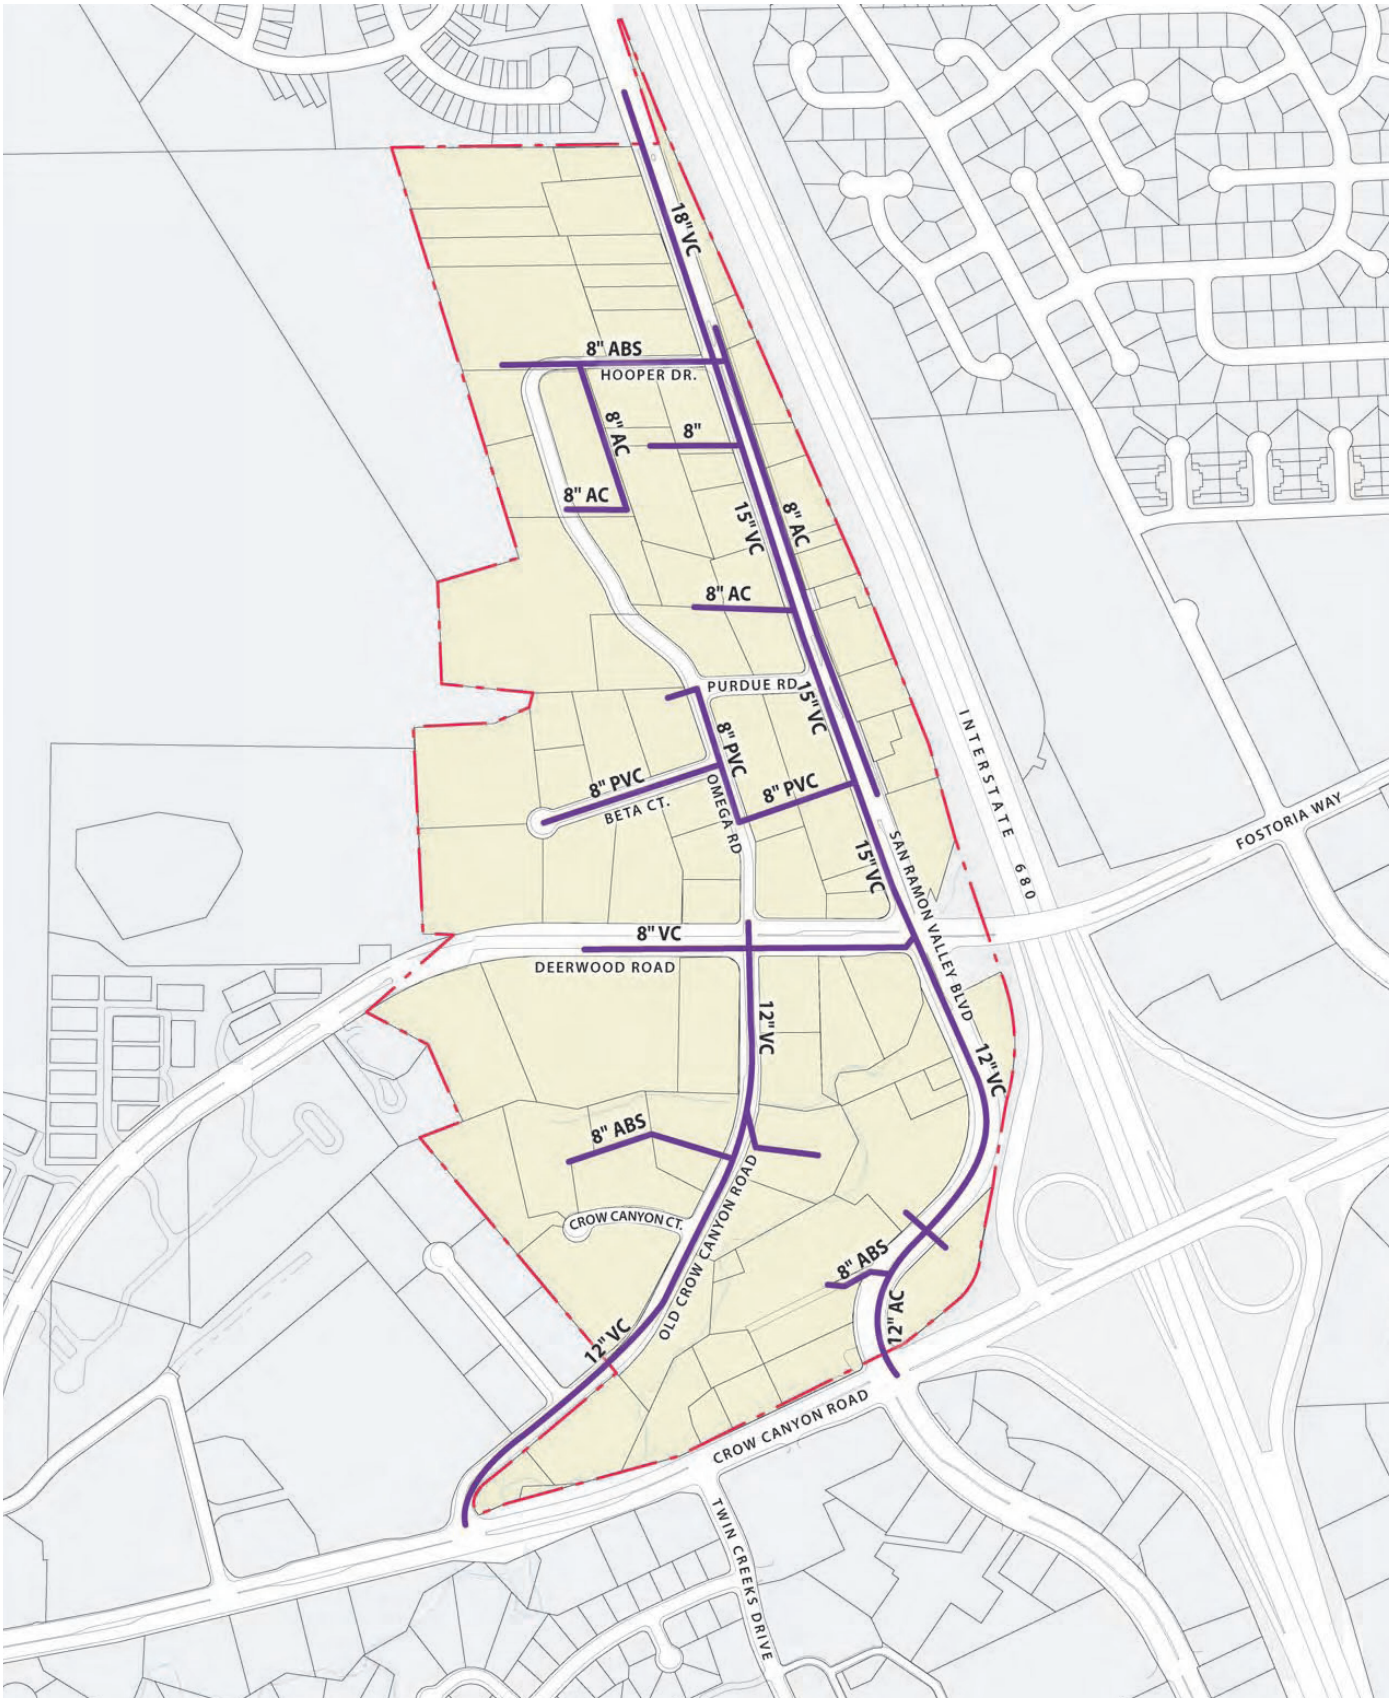 18" VC
8" ABS
HOOPER DR.
8" AC
8"
8" AC
15" VC
8" AC
8" AC
PURDUE RD
15" VC
8" PVC
8" PVC
BETA CT.
OMEGA RD
8" PVC
INTERSTATE 680
FOSTORIA WAY
15" VC
SAN RAMON VALLEY BLVD
8" VC
DEERWOOD ROAD
12" VC
12" VC
8" ABS
OLD CROW CANYON ROAD
CROW CANYON CT.
8" ABS
12" AC
12" VC
CROW CANYON ROAD
TWIN CREEKS DRIVE